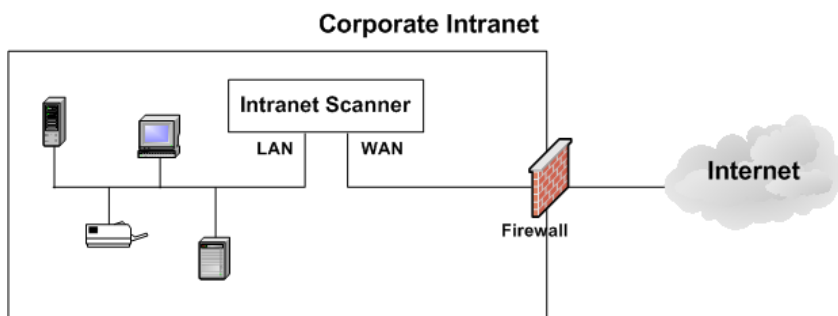 Corporate Intranet
Intranet Scanner
LAN
WAN
Internet
Firewall